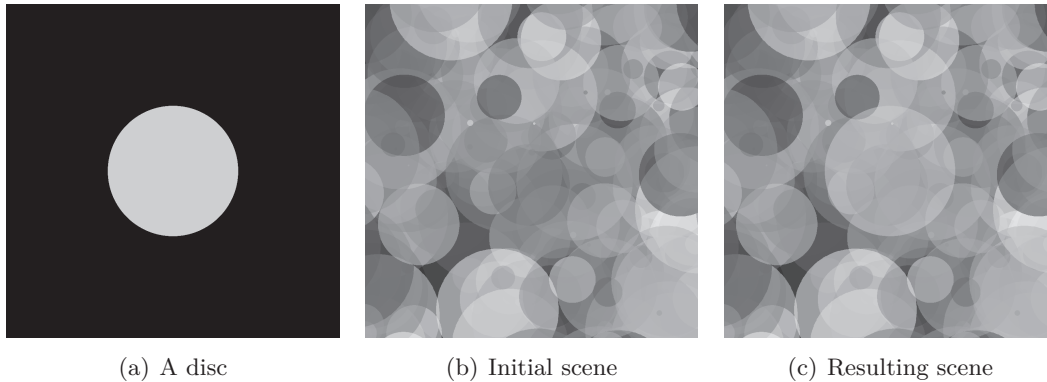 (a) A disc
(b) Initial scene
(c) Resulting scene